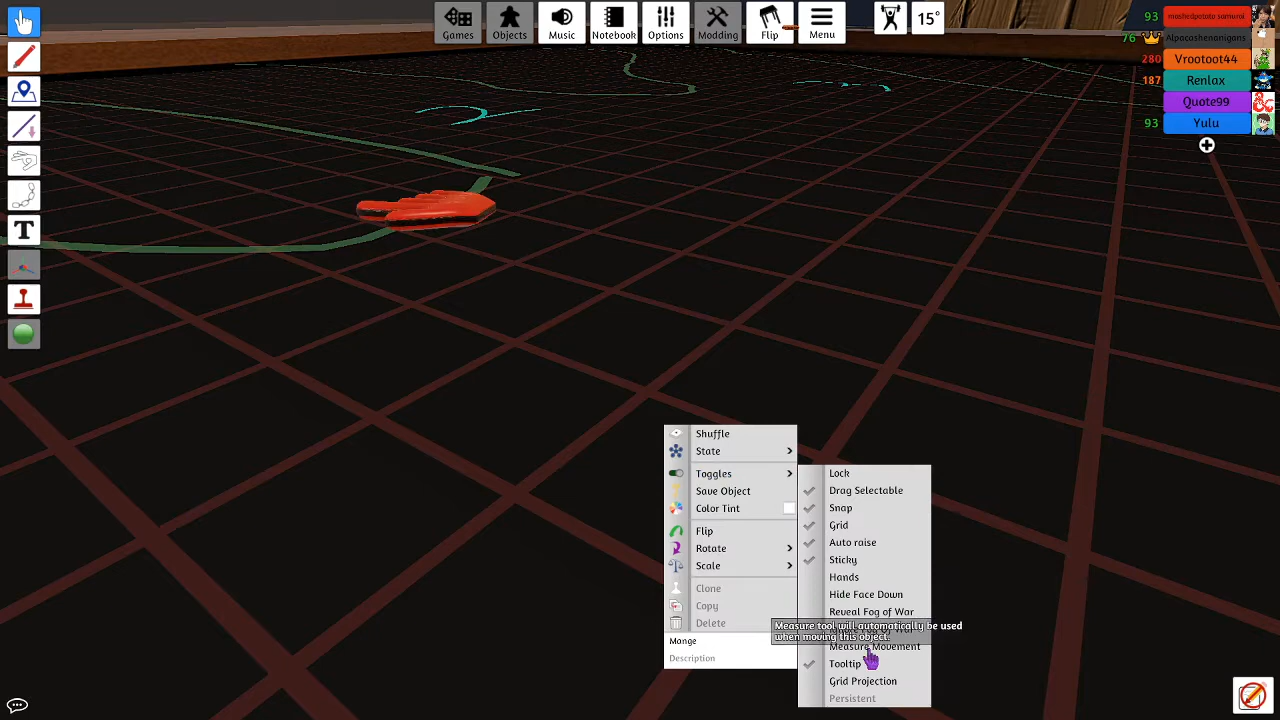 Games
Objects
Music
Notebook
Options
Modding
Flip
Menu
15°
93 mashedpotato samurai
76 Alpacashenanigans
280 Vrootoot44
187 Renlax
Quote99
93 Yulu
T
Shuffle
State
Toggles
Save Object
Color Tint
Flip
Rotate
Scale
Clone
Copy
Delete
Mange
Description
Lock
Drag Selectable
Snap
Grid
Auto raise
Sticky
Hands
Hide Face Down
Reveal Fog of War
Measure tool will automatically be used
when moving this object.
Measure Movement
Tooltip
Grid Projection
Persistent